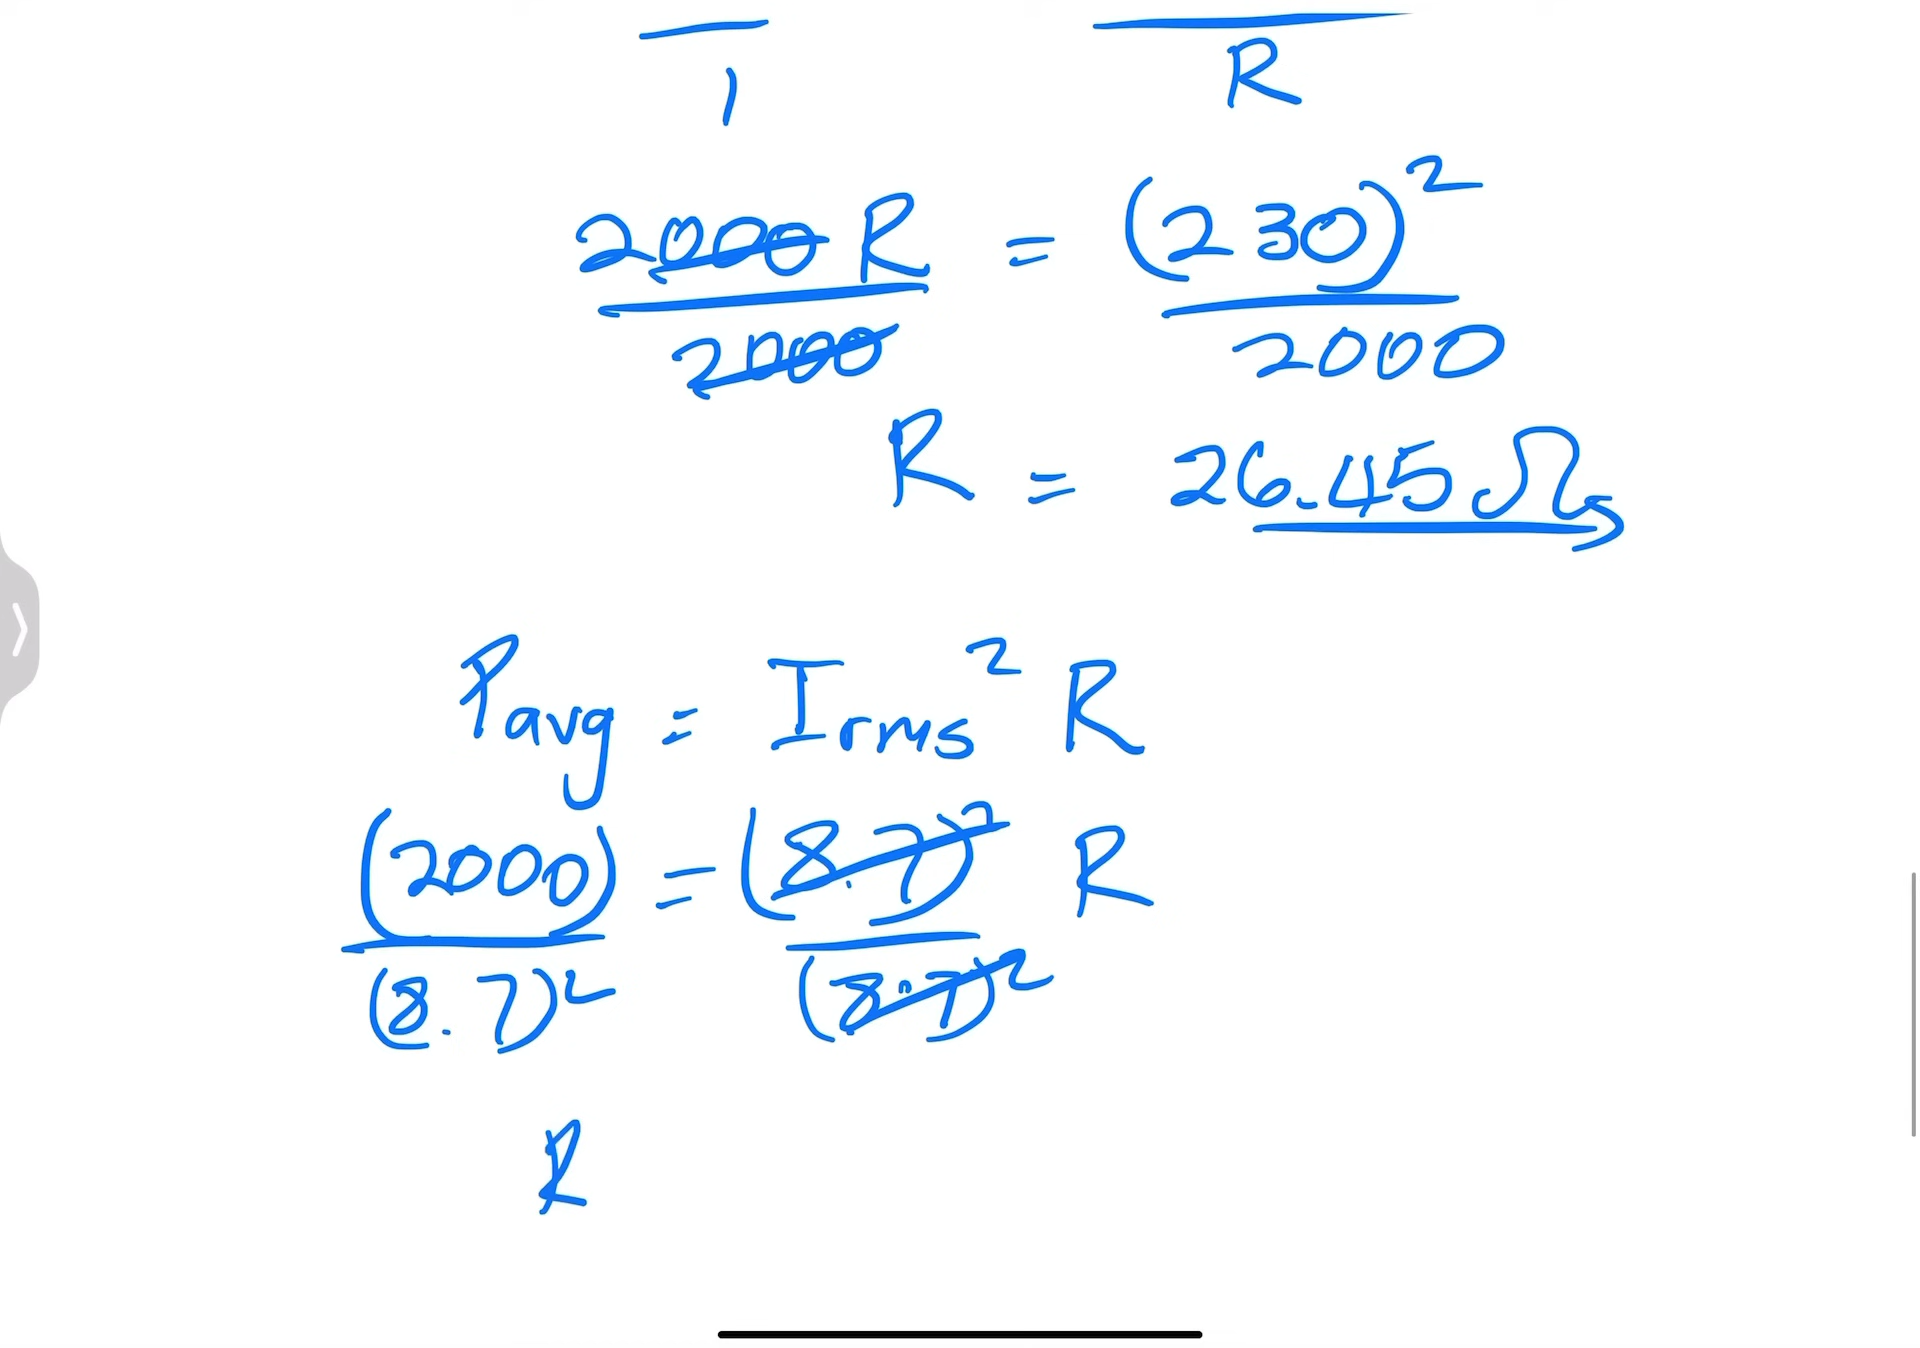 1 R
2000 R = (230)²
2000 2000
R = 26.45 Ω
Pavg = Irms² R
(2000) = (8.7)² R
(8.7)² (8.7)²
R